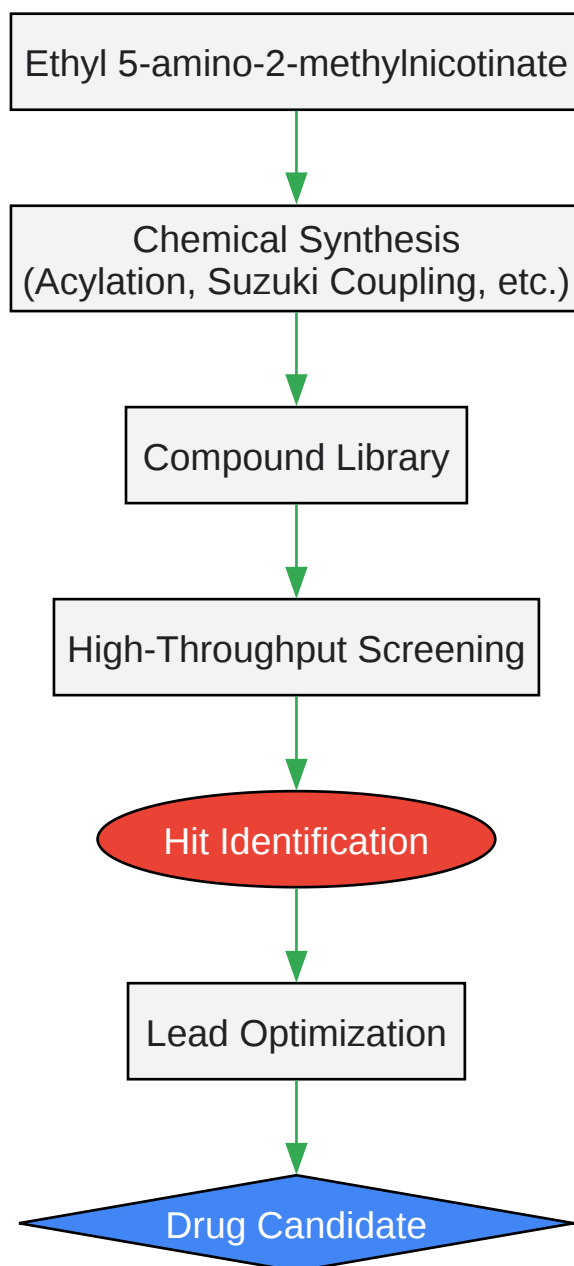 Ethyl 5-amino-2-methylnicotinate
Chemical Synthesis
(Acylation, Suzuki Coupling, etc.)
Compound Library
High-Throughput Screening
Hit Identification
Lead Optimization
Drug Candidate